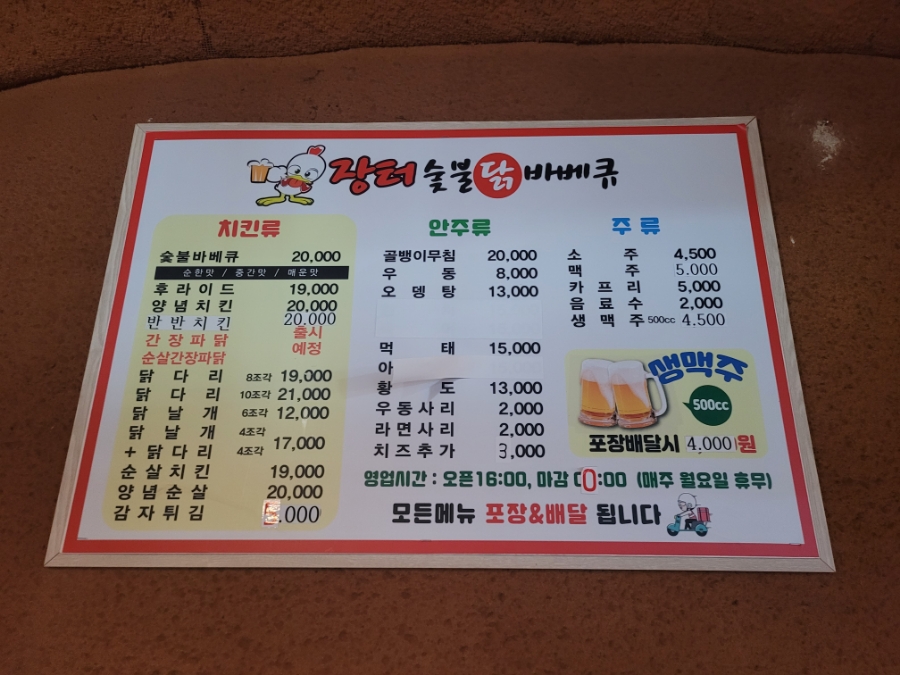 장터 숯불 닭 바베큐
치킨류
숯불바베큐 20,000
순한맛 / 중간맛 / 매운맛
후라이드 19,000
양념치킨 20,000
반반치킨 20.000
간장파닭 출시
순살간장파닭 예정
닭다리 8조각 19,000
닭다리 10조각 21,000
닭날개 6조각 12,000
닭날개 4조각
+ 닭다리 4조각 17,000
순살치킨 19,000
양념순살 20,000
감자튀김 .000
안주류
골뱅이무침 20,000
우동 8,000
오뎅탕 13,000
먹태 15,000
아
황도 13,000
우동사리 2,000
라면사리 2,000
치즈추가 3,000
주류
소주 4,500
맥주 5.000
카프리 5,000
음료수 2,000
생맥주 500cc 4.500
생맥주
500cc
포장배달시 4.000원
영업시간 : 오픈16:00, 마감 00:00 (매주 월요일 휴무)
모든메뉴 포장&배달 됩니다